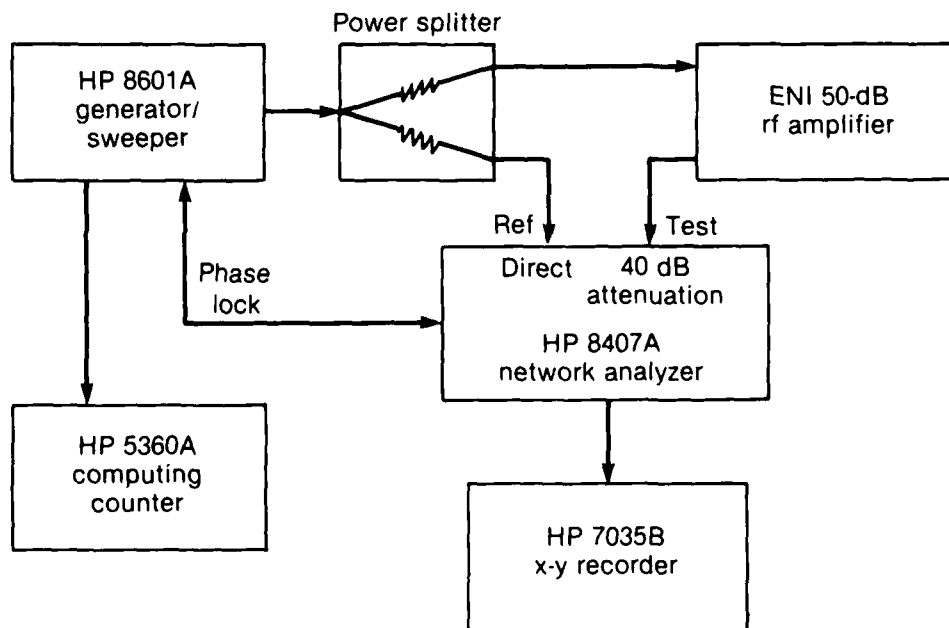 Power splitter
HP 8601A
generator/
sweeper
ENI 50-dB
rf amplifier
Ref
Test
Direct
40 dB
attenuation
Phase
lock
HP 8407A
network analyzer
HP 5360A
computing
counter
HP 7035B
x-y recorder